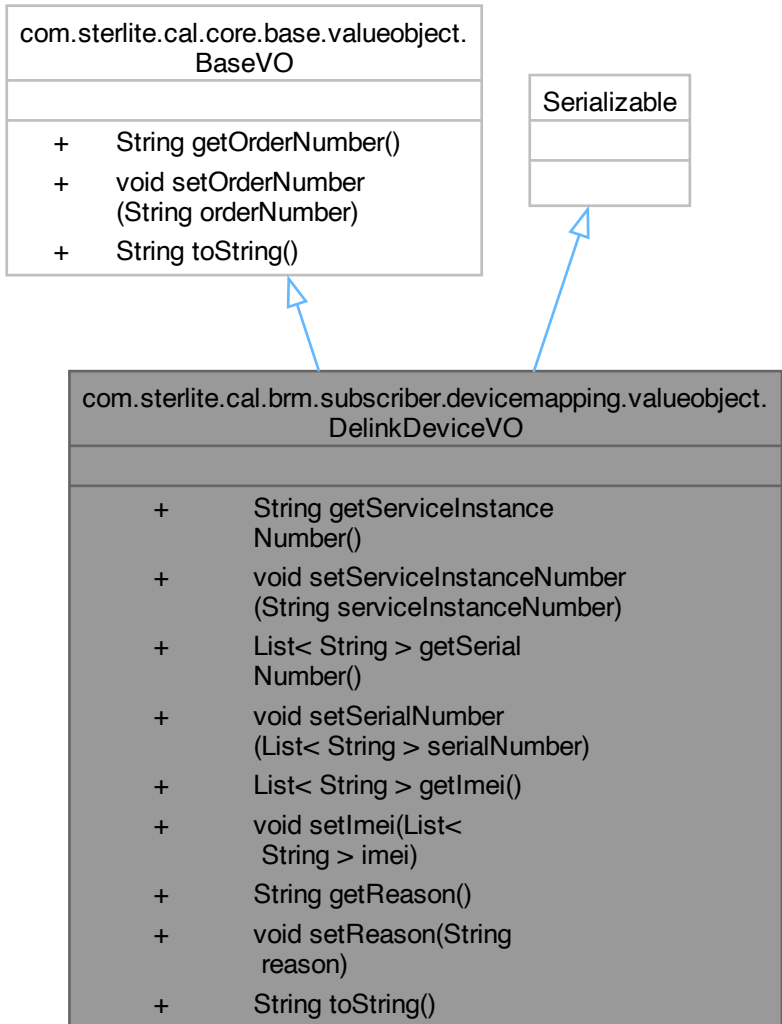 com.sterlite.cal.core.base.valueobject.
BaseVO
+ String getOrderNumber()
+ void setOrderNumber
(String orderNumber)
+ String toString()
Serializable
com.sterlite.cal.brm.subscriber.devicemapping.valueobject.
DelinkDeviceVO
+ String getServiceInstance
Number()
+ void setServiceInstanceNumber
(String serviceInstanceNumber)
+ List< String > getSerial
Number()
+ void setSerialNumber
(List< String > serialNumber)
+ List< String > getImei()
+ void setImei(List<
String > imei)
+ String getReason()
+ void setReason(String
reason)
+ String toString()